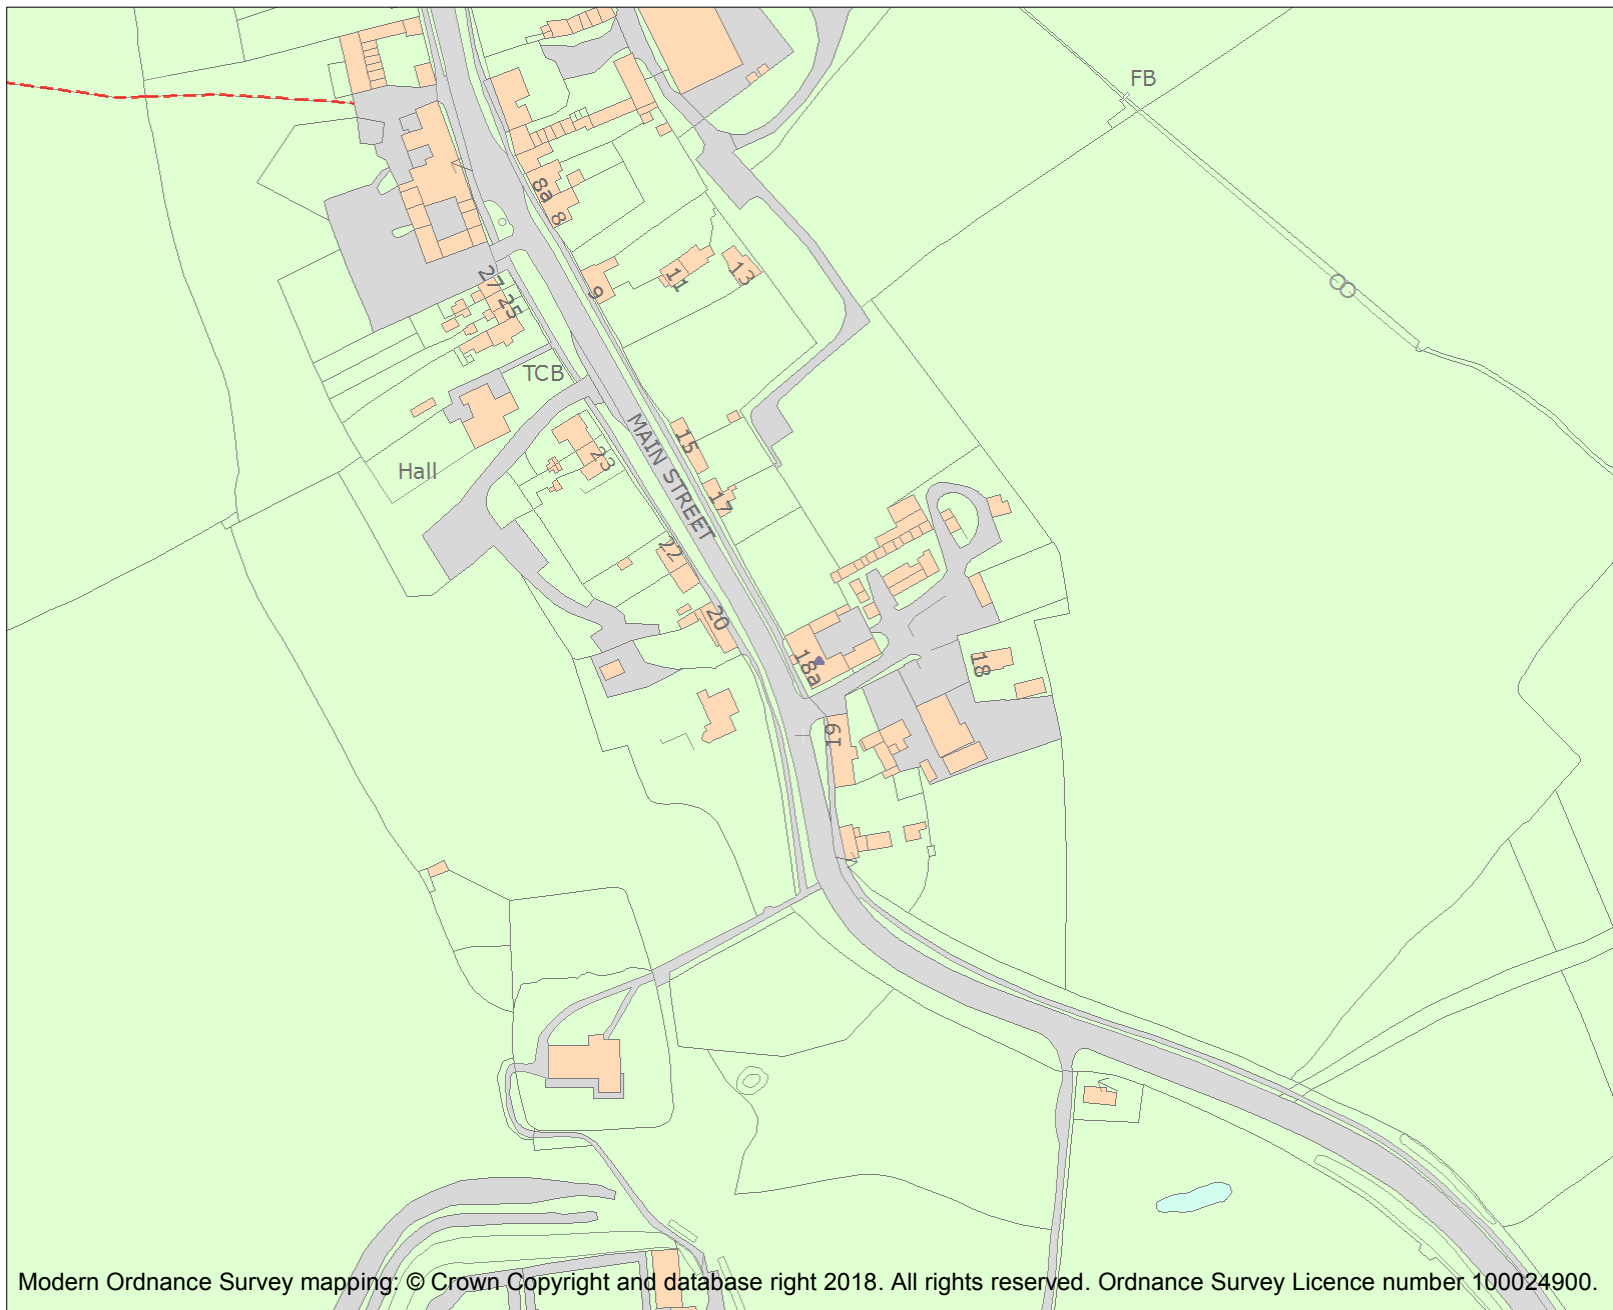 FB
8a
8
9
11
13
27
25
TCB
MAIN STREET
15
23
Hall
17
22
20
18a
18
16
Modern Ordnance Survey mapping: © Crown Copyright and database right 2018. All rights reserved. Ordnance Survey Licence number 100024900.